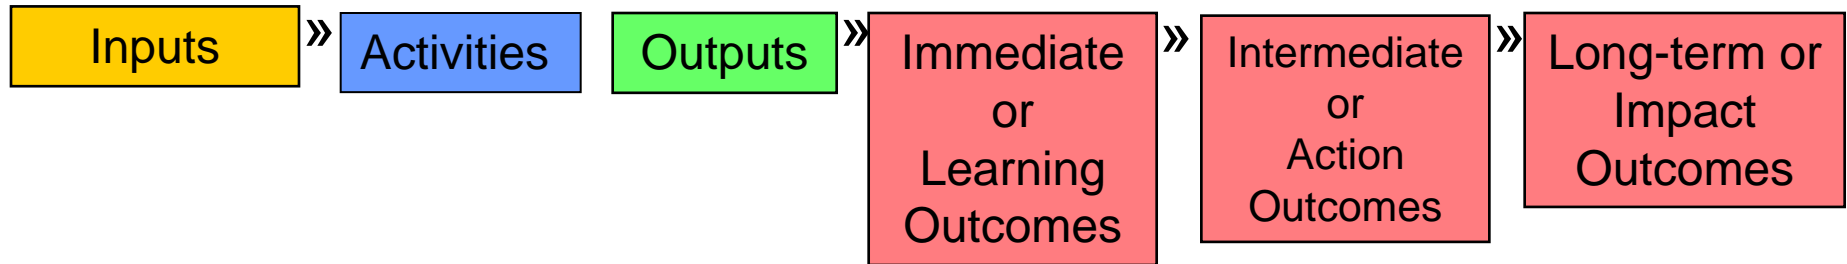 Inputs
»
Activities
Outputs
»
Immediate
or
Learning
Outcomes
»
Intermediate
or
Action
Outcomes
»
Long-term or
Impact
Outcomes